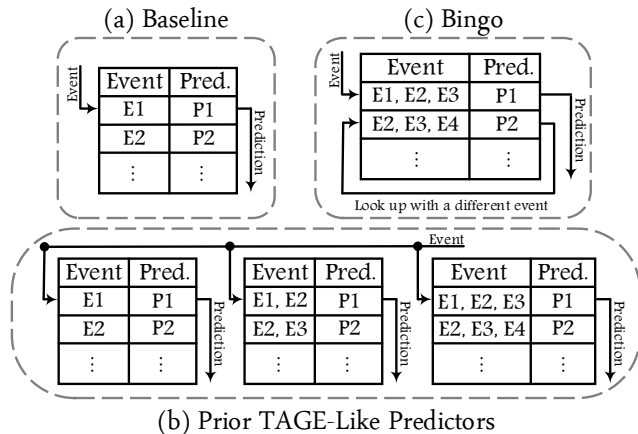 (a) Baseline
Event
Event Pred.
E1 P1
E2 P2
⋮ ⋮
Prediction
(c) Bingo
Event
Event Pred.
E1, E2, E3 P1
E2, E3, E4 P2
⋮ ⋮
Prediction
Look up with a different event
Event
Event Pred.
E1 P1
E2 P2
⋮ ⋮
Prediction
Event Pred.
E1, E2 P1
E2, E3 P2
⋮ ⋮
Prediction
Event Pred.
E1, E2, E3 P1
E2, E3, E4 P2
⋮ ⋮
Prediction
(b) Prior TAGE-Like Predictors